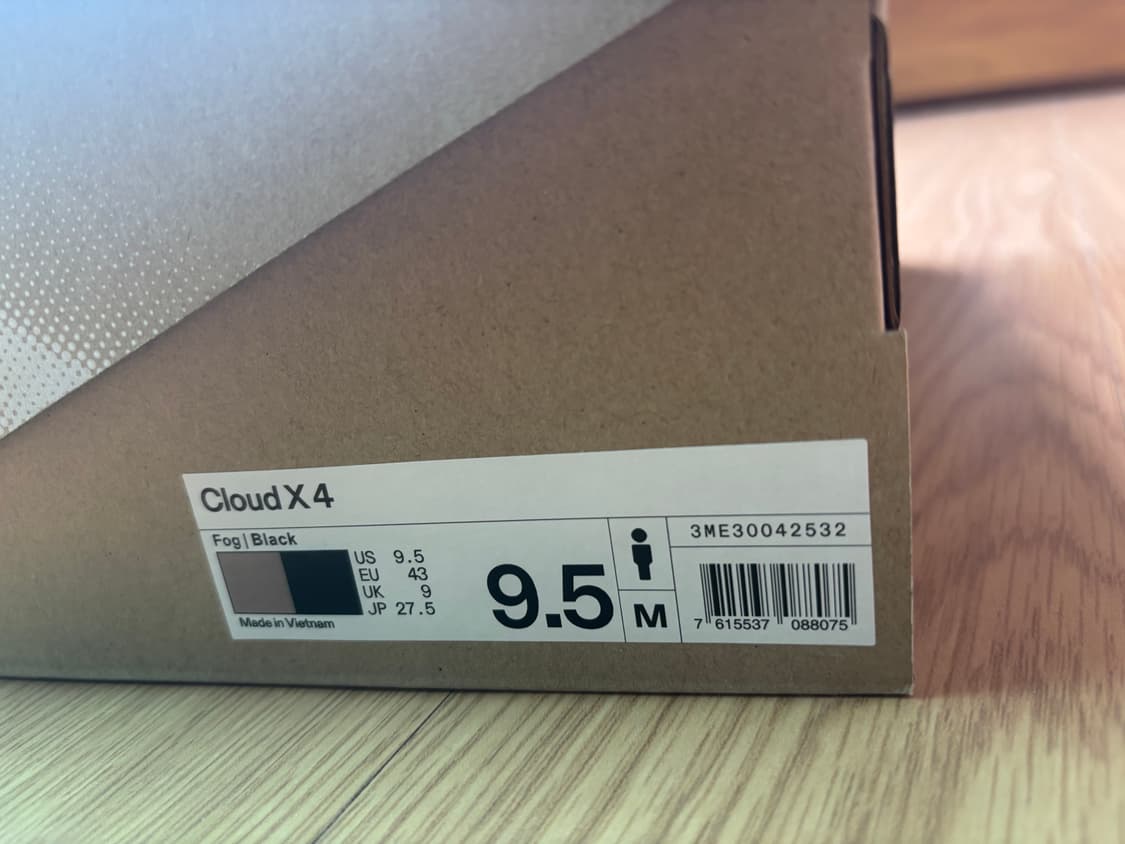 Cloud X 4
Fog | Black
US 9.5
EU 43
UK 9
JP 27.5
Made in Vietnam
9.5
M
3ME30042532
7 615537 088075